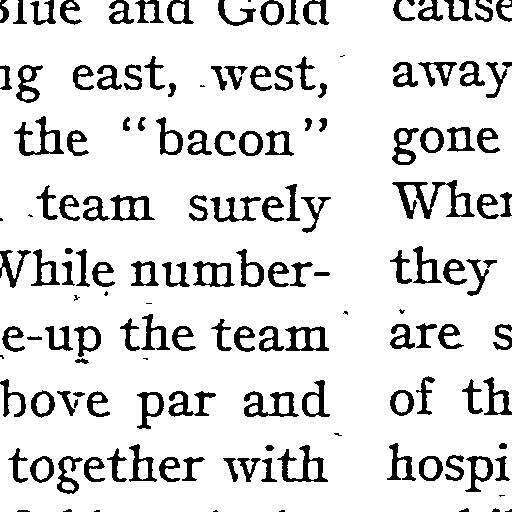 Blue and Gold
ng east, west,
the "bacon"
team surely
While number-
e-up the team
bove par and
together with
cause
away
gone
When
they
are s
of th
hospi